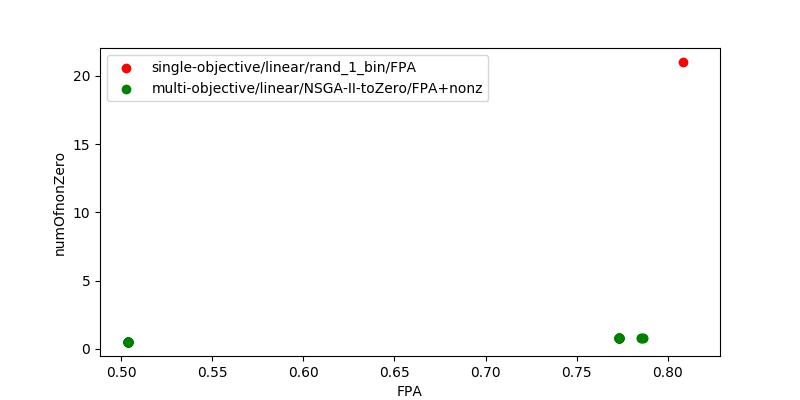 single-objective/linear/rand_1_bin/FPA
multi-objective/linear/NSGA-II-toZero/FPA+nonz
20
15
10
5
0
numOfnonZero
0.50 0.55 0.60 0.65 0.70 0.75 0.80
FPA